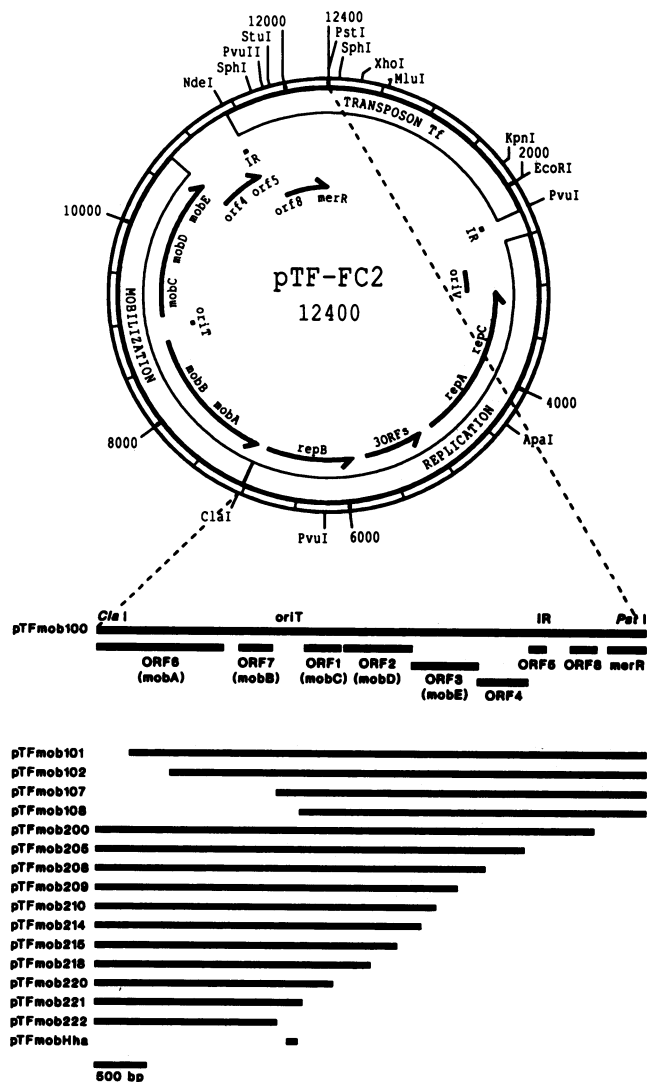 12400
12000
PstI
StuI
SphI
PvuII
XhoI
SphI
MluI
NdeI
TRANSPOSON Tf
KpnI
2000
IR
EcoRI
orf5
orf4
PvuI
mobE
orf8
merR
10000
mobD
IR
mobC
pTF-FC2
oriV
12400
MOBILIZATION
oriT
repC
mobB
repA
4000
mobA
REPLICATION
3ORFs
8000
repB
ApaI
ClaI
PvuI
6000
Cla I
oriT
IR
Pst I
pTFmob100
ORF6
ORF7
ORF1
ORF2
ORF5
ORF8
merR
(mobA)
(mobB)
(mobC)
(mobD)
ORF3
ORF4
(mobE)
pTFmob101
pTFmob102
pTFmob107
pTFmob108
pTFmob200
pTFmob205
pTFmob208
pTFmob209
pTFmob210
pTFmob214
pTFmob215
pTFmob218
pTFmob220
pTFmob221
pTFmob222
pTFmobHha
500 bp